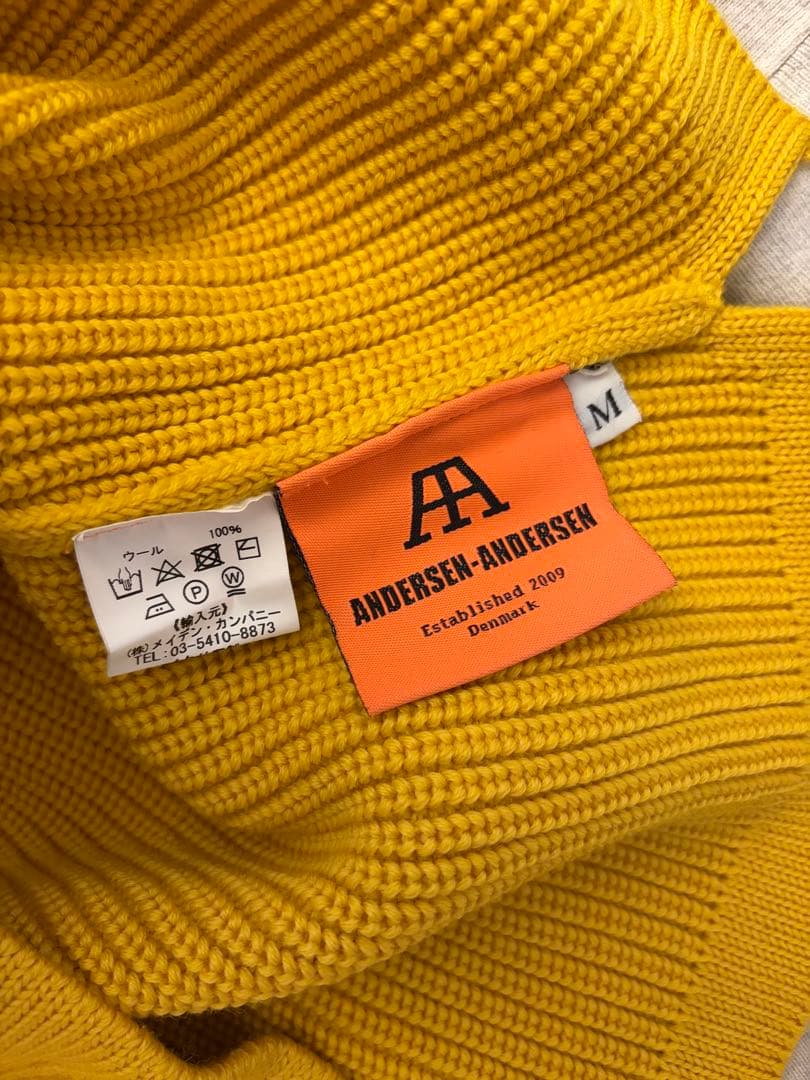 ウール 100%
P W
《輸入元》
(株)メイデン・カンパニー
TEL:03-5410-8873
AA
ANDERSEN-ANDERSEN
Established 2009
Denmark
M